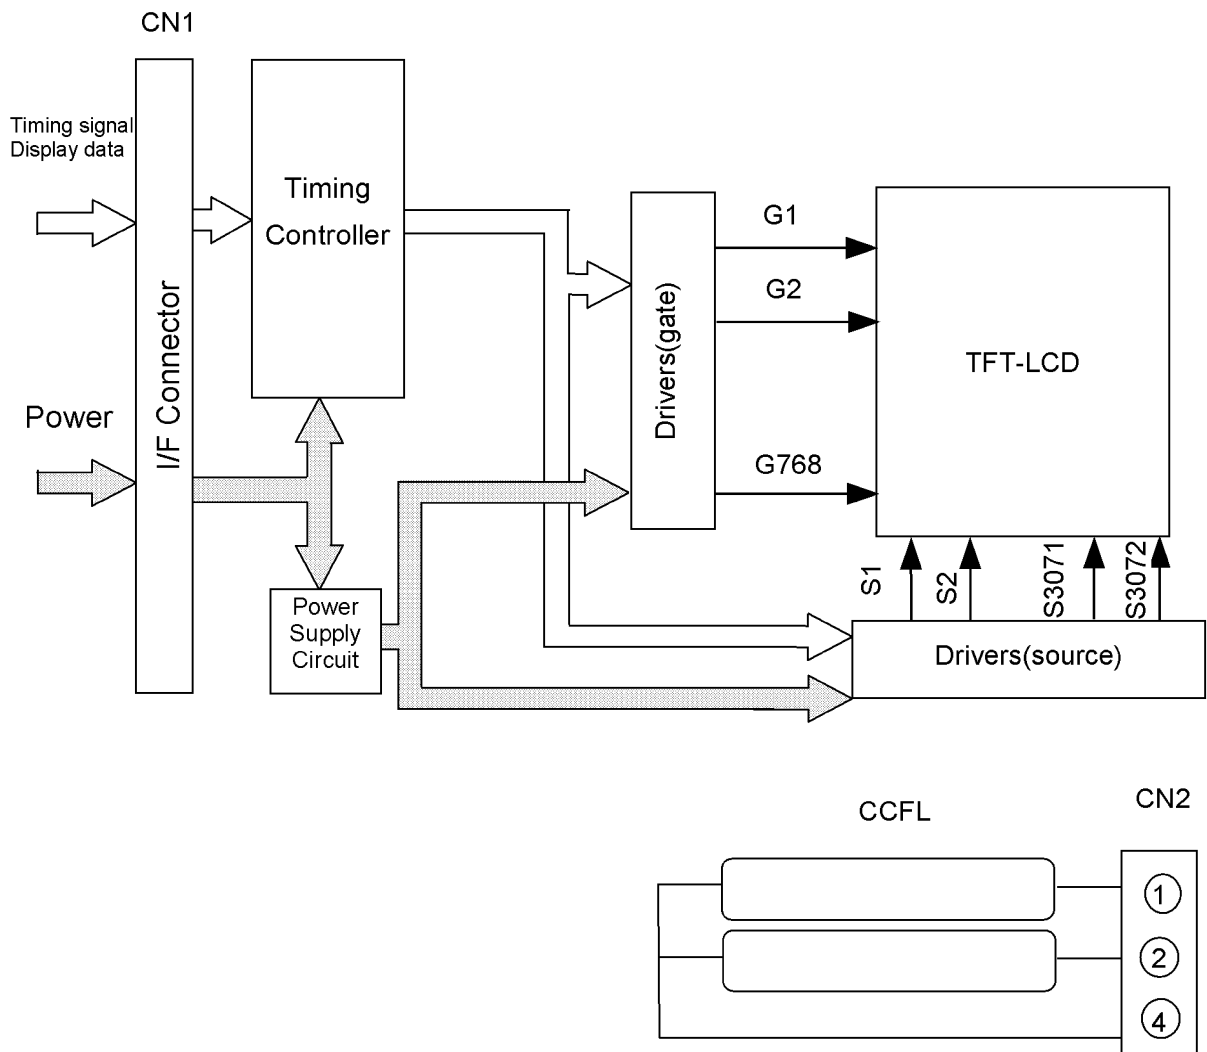 CN1
Timing signal
Display data
Power
I/F Connector
Timing
Controller
Power
Supply
Circuit
Drivers(gate)
G1
G2
G768
TFT-LCD
S1
S2
S3071
S3072
Drivers(source)
CCFL
CN2
1
2
4